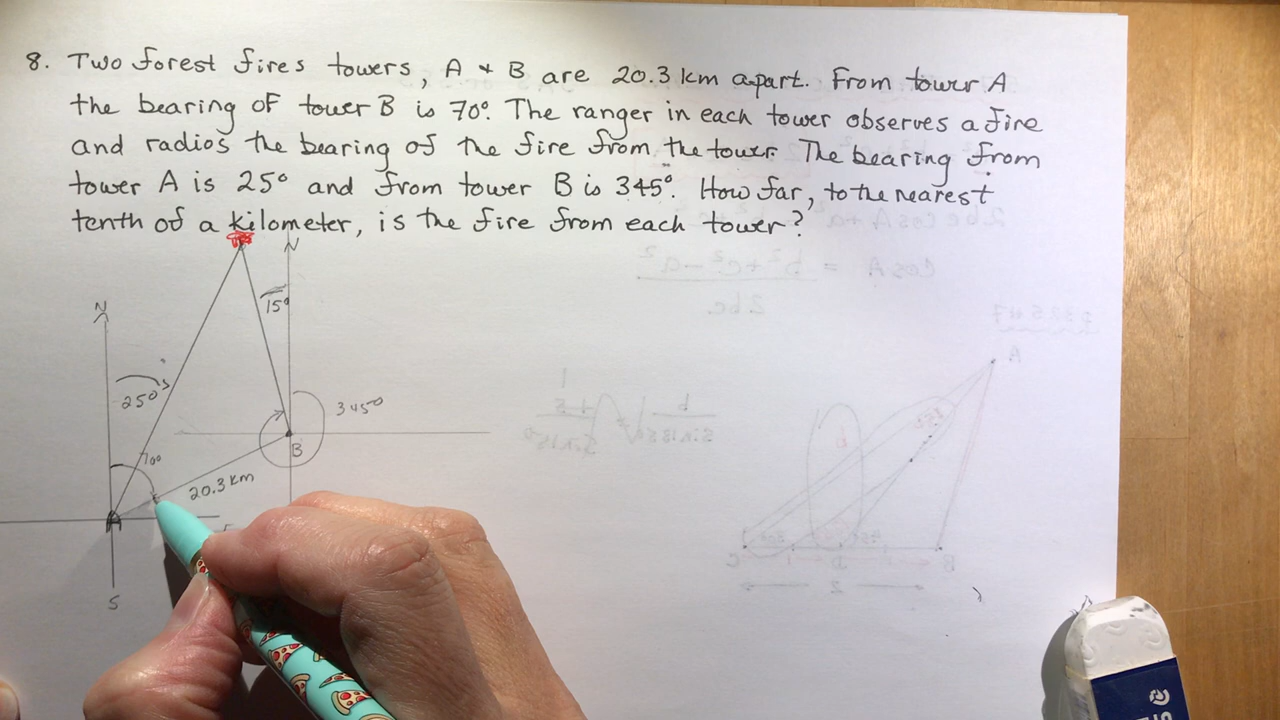 8. Two forest fires towers, A & B are 20.3 km apart. From tower A
the bearing of tower B is 70°. The ranger in each tower observes a fire
and radios the bearing of the fire from the tower. The bearing from
tower A is 25° and from tower B is 345°. How far, to the nearest
tenth of a kilometer, is the fire from each tower?
N
N
15°
25°
345°
B
70°
20.3 km
A
S